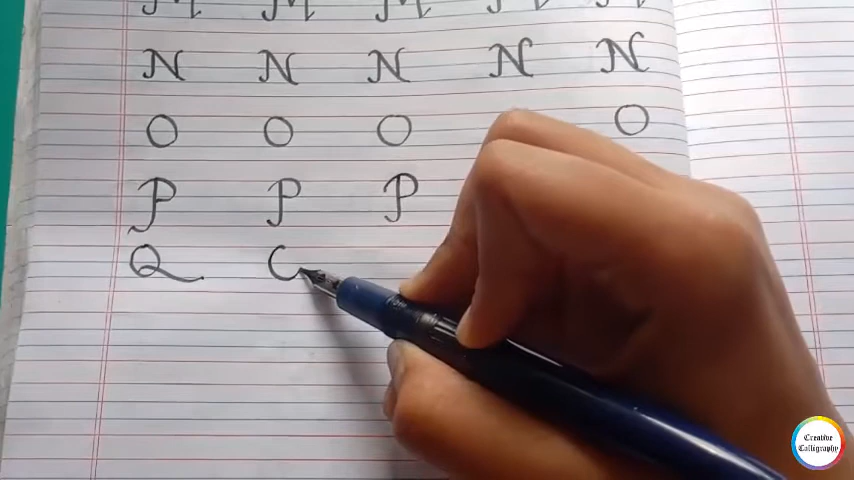 M M M M M
N N N N N
O O O O
P P P
Q C
Creative
Calligraphy